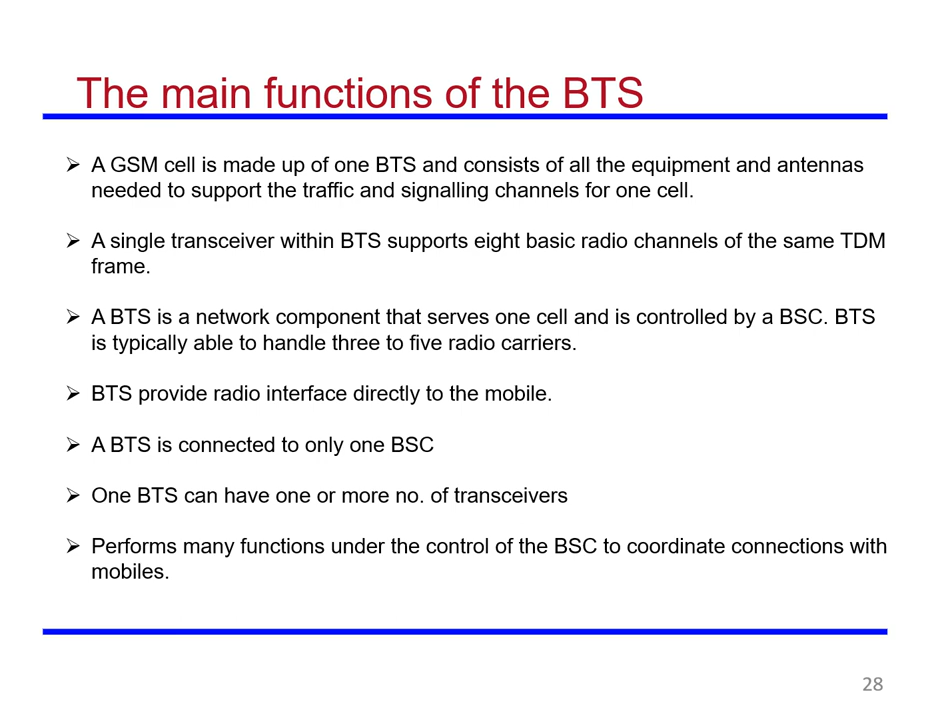 The main functions of the BTS
➢ A GSM cell is made up of one BTS and consists of all the equipment and antennas
needed to support the traffic and signalling channels for one cell.
➢ A single transceiver within BTS supports eight basic radio channels of the same TDM
frame.
➢ A BTS is a network component that serves one cell and is controlled by a BSC. BTS
is typically able to handle three to five radio carriers.
➢ BTS provide radio interface directly to the mobile.
➢ A BTS is connected to only one BSC
➢ One BTS can have one or more no. of transceivers
➢ Performs many functions under the control of the BSC to coordinate connections with
mobiles.
28